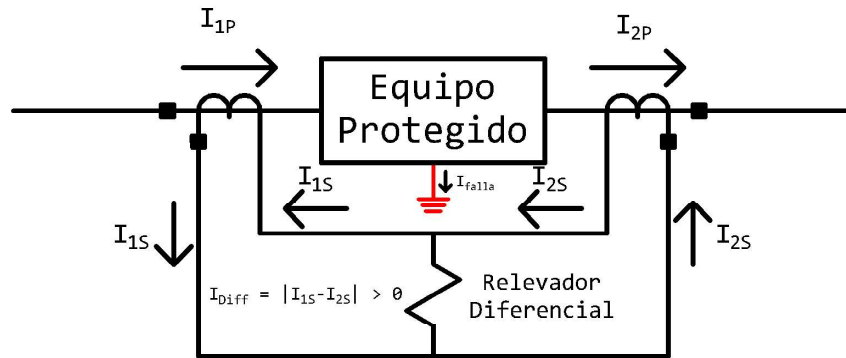 I1P
I2P
Equipo
Protegido
I1S
Ifalla
I2S
I1S
I2S
IDiff = |I1S-I2S| > 0
Relevador
Diferencial